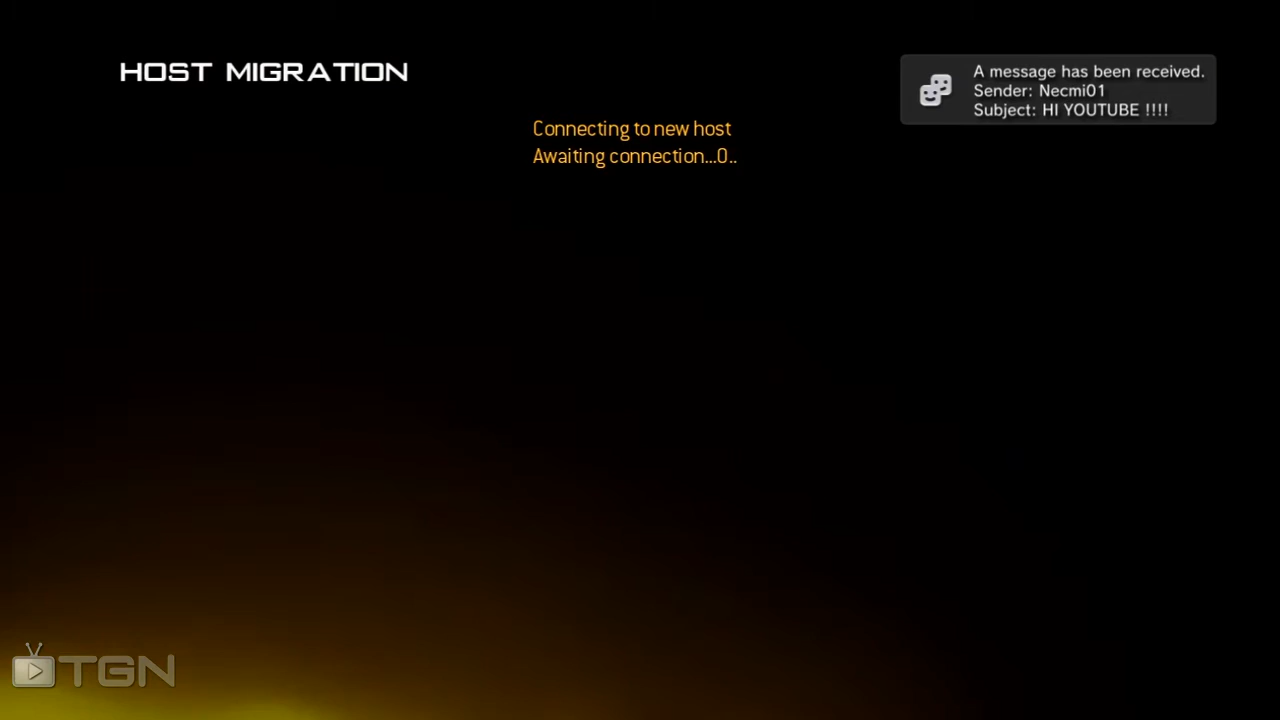 HOST MIGRATION
A message has been received.
Sender: Necmi01
Subject: HI YOUTUBE !!!!
Connecting to new host
Awaiting connection...0..
TGN